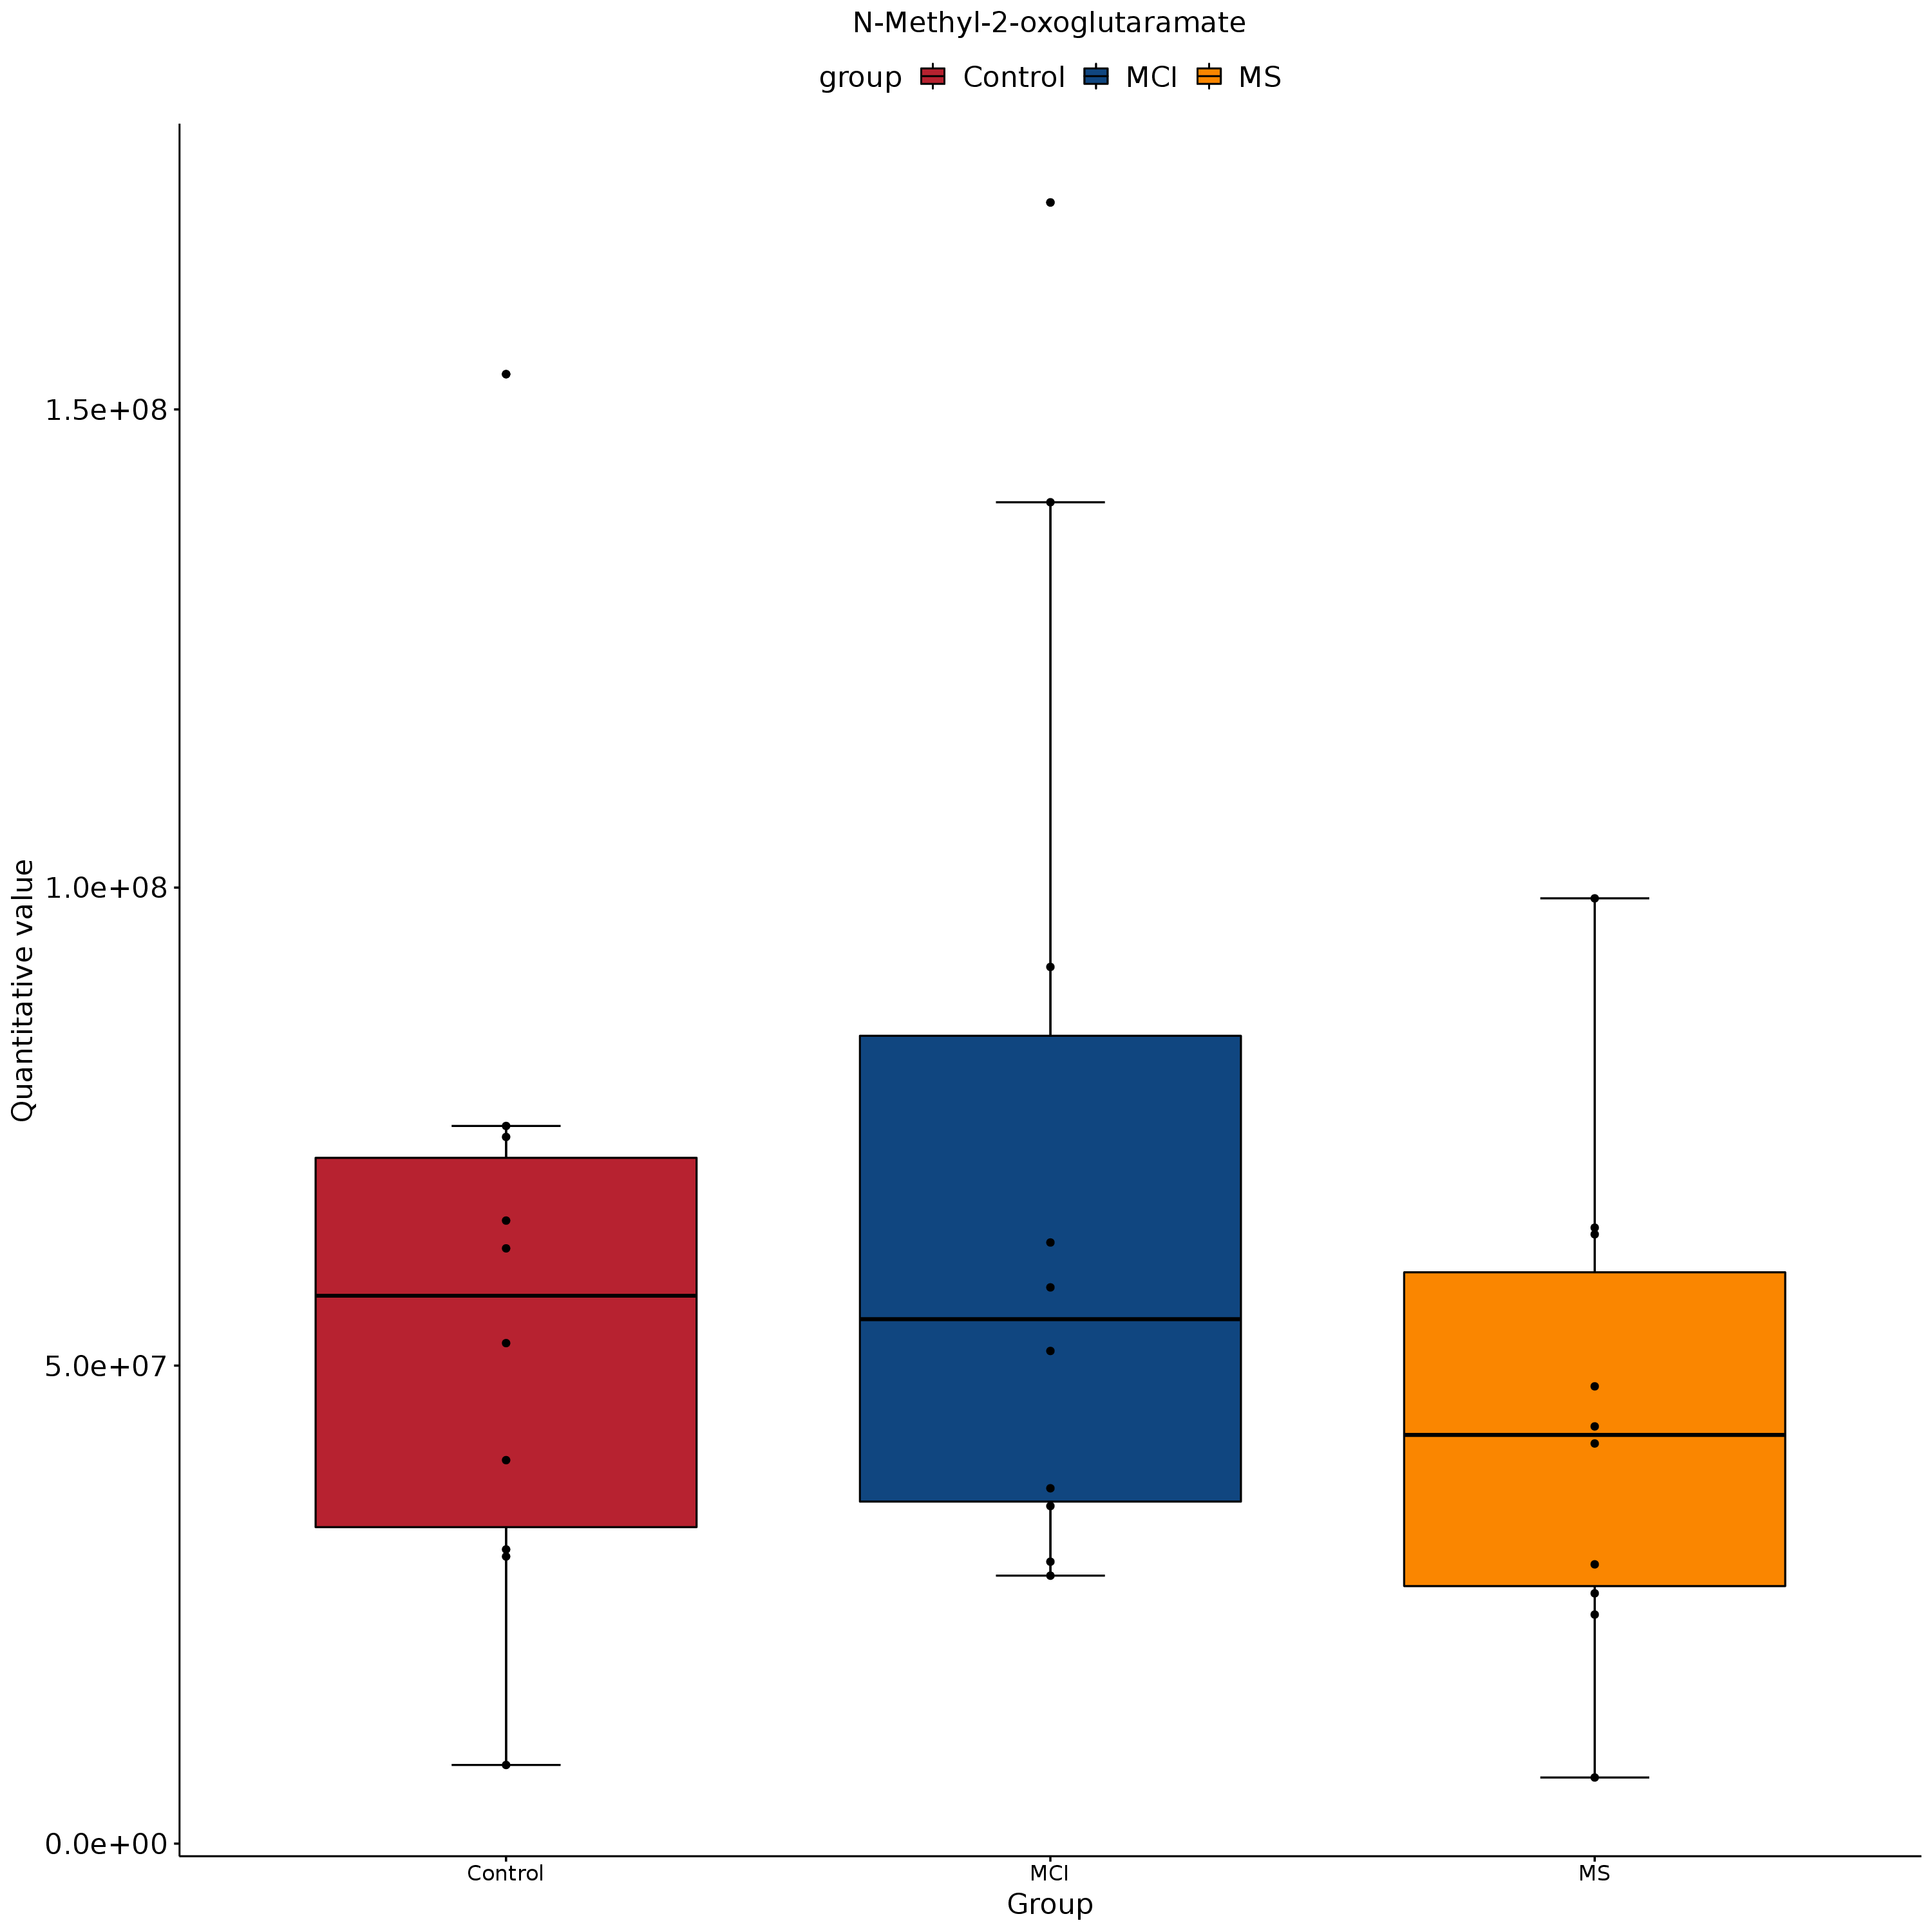 N-Methyl-2-oxoglutaramate
group Control MCI MS
Quantitative value
1.5e+08
1.0e+08
5.0e+07
0.0e+00
Control MCI MS
Group